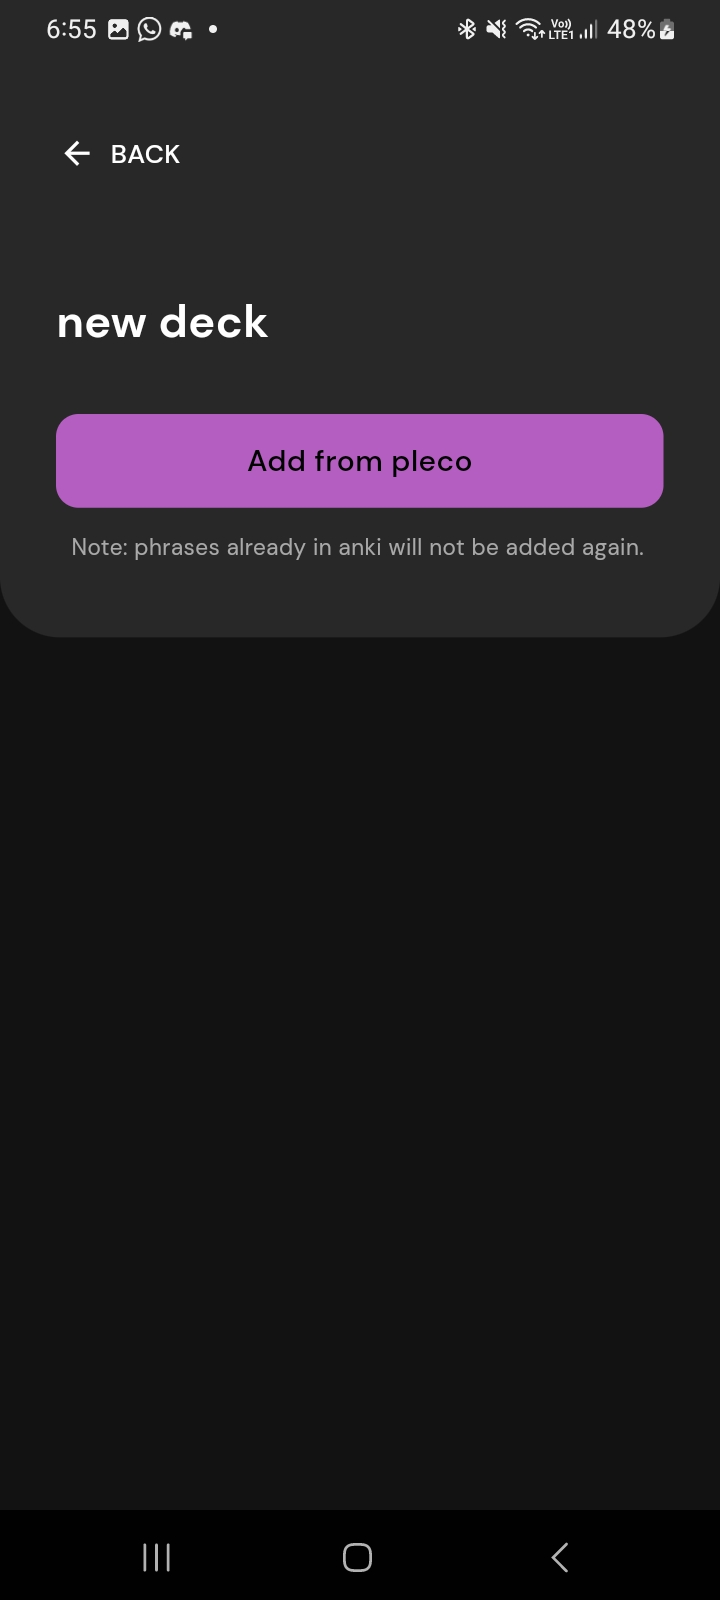 6:55
Vo)) LTE1
48%
BACK
new deck
Add from pleco
Note: phrases already in anki will not be added again.